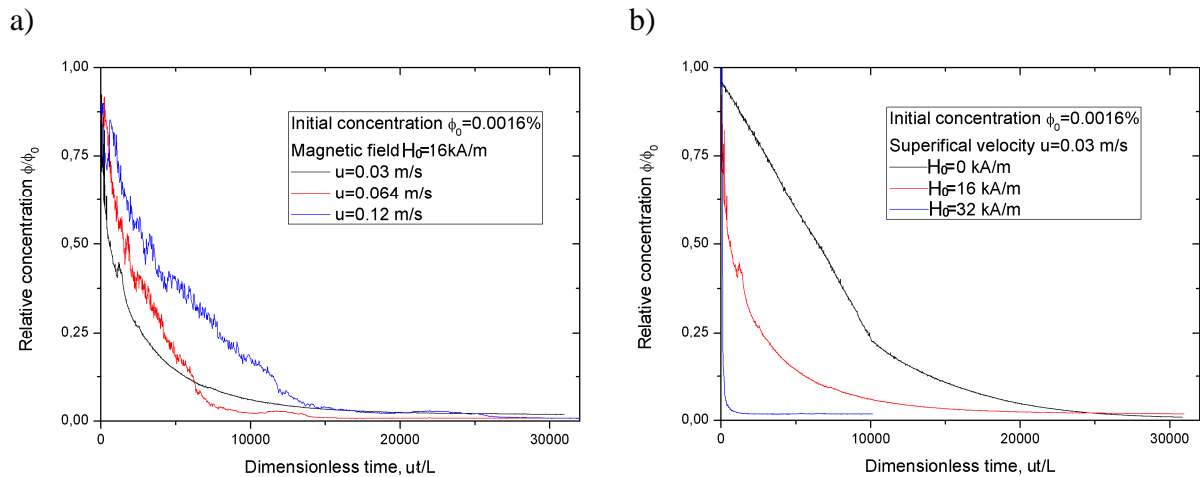 a)
1,00
0,75
0,50
0,25
0,00
Relative concentration ϕ/ϕ₀
Initial concentration ϕ₀=0.0016%
Magnetic field H₀=16kA/m
u=0.03 m/s
u=0.064 m/s
u=0.12 m/s
0 10000 20000 30000
Dimensionless time, ut/L
b)
1,00
0,75
0,50
0,25
0,00
Relative concentration ϕ/ϕ₀
Initial concentration ϕ₀=0.0016%
Superifical velocity u=0.03 m/s
H₀=0 kA/m
H₀=16 kA/m
H₀=32 kA/m
0 10000 20000 30000
Dimensionless time, ut/L